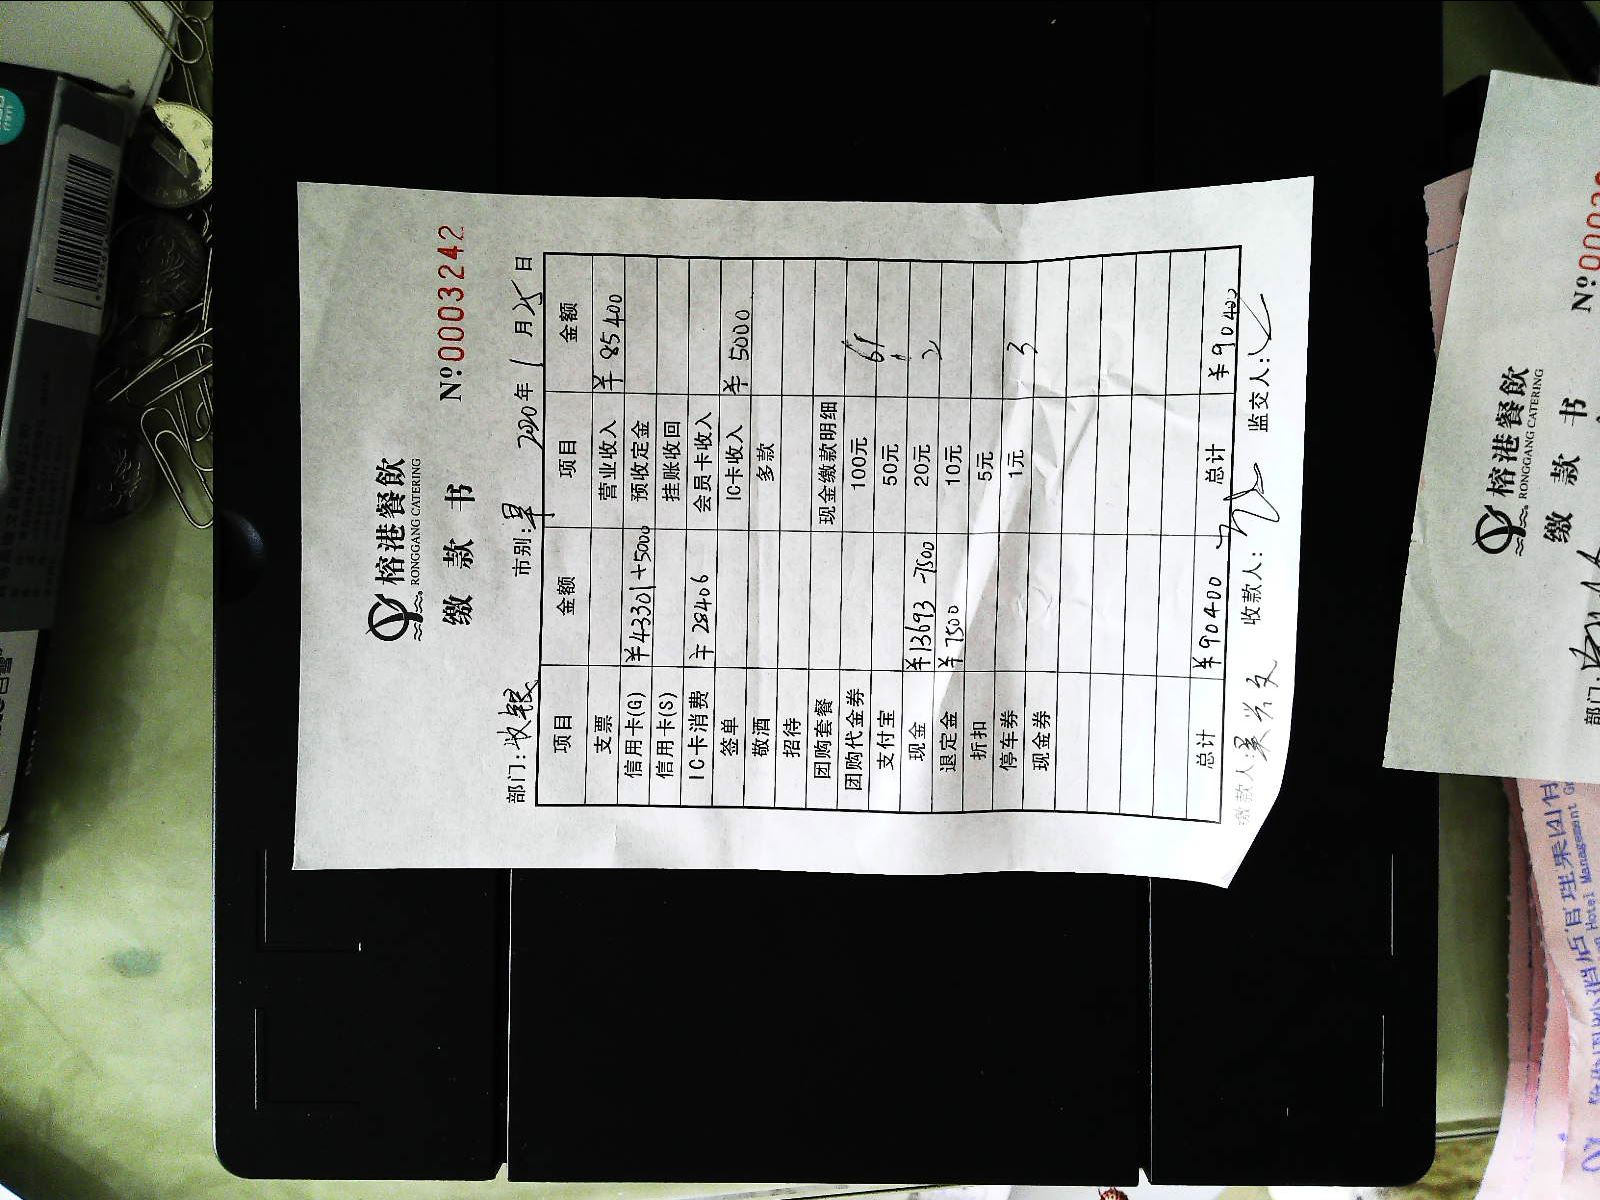 榕港餐飲
RONGGANG CATERING
缴 款 书
№0003242
部门:收银 市别:早 2020年1月25日
项目 金额 项目 金额
支票 营业收入 ¥85400
信用卡(G) ¥43301+5000 预收定金
信用卡(S) 挂账收回
IC卡消费 ¥28406 会员卡收入
签单 IC卡收入 ¥5000
敬酒 多款
招待
团购套餐 现金缴款明细
团购代金券 100元 61
支付宝 50元 1
现金 ¥13693 -7500 20元 2
退定金 ¥7500 10元
折扣 5元
停车券 1元 3
现金券
总计 ¥90400 总计 ¥90400
缴款人: 收款人: 监交人:
榕港餐飲
RONGGANG CATERING
缴 款 书
部门:
Hotel Management